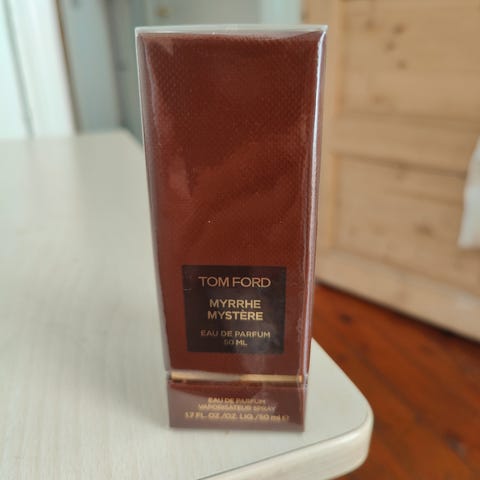 TOM FORD
MYRRHE
MYSTÈRE
EAU DE PARFUM
50 ML
EAU DE PARFUM
VAPORISATEUR SPRAY
1.7 FL. OZ./OZ. LIQ./50 ml ℮